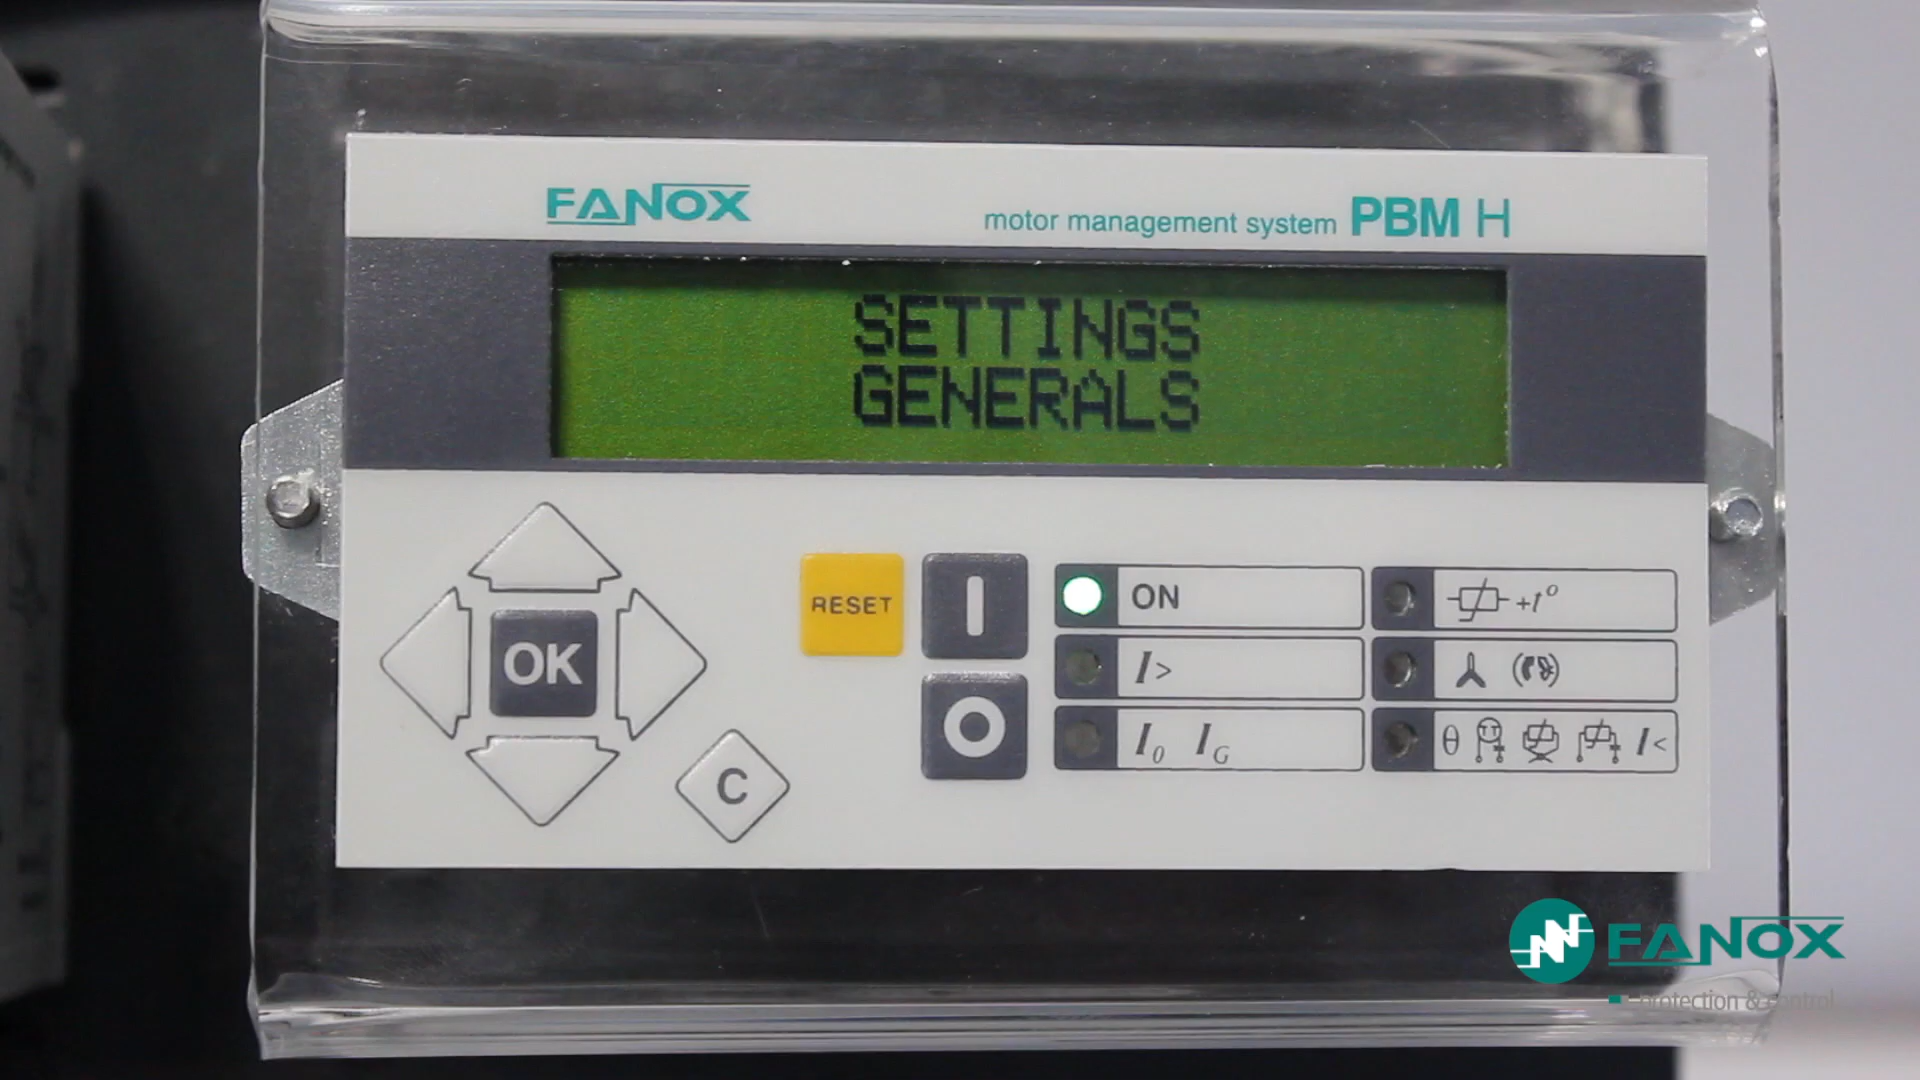 FANOX
motor management system PBM H
SETTINGS
GENERALS
OK
C
RESET
I
O
ON
I>
I0 IG
+t°
θ I<
FANOX
protection & control